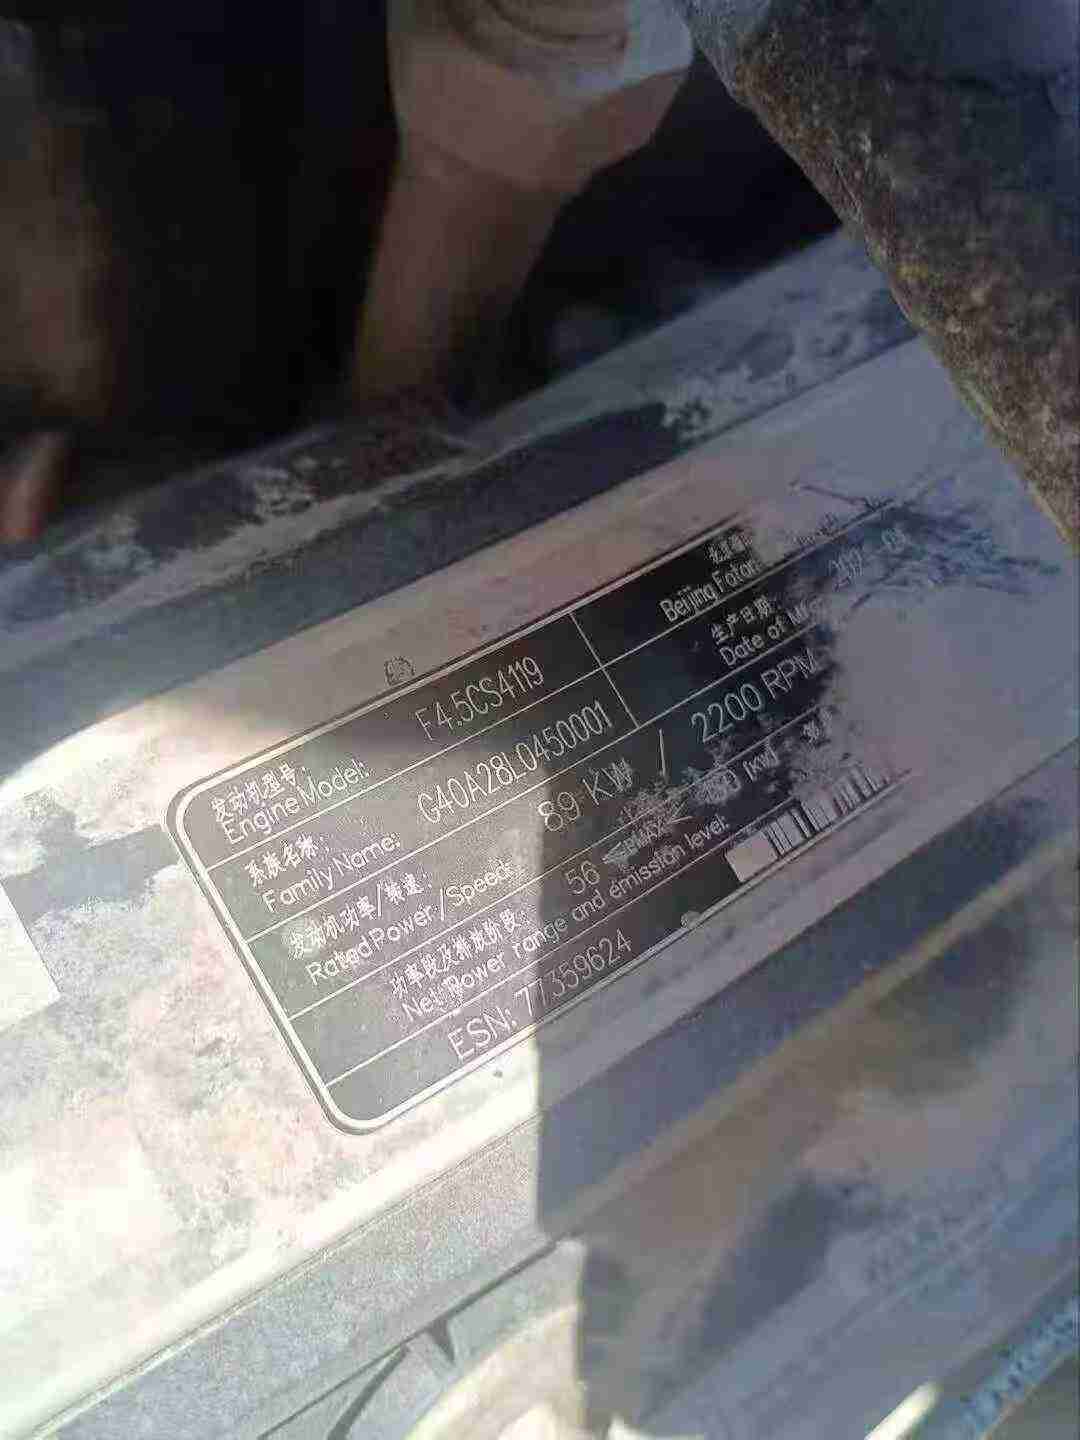 发动机型号:
Engine Model:
F4.5CS4119
Beijing Foton
系族名称:
Family Name:
G40A28L0450001
生产日期:
Date of
发动机功率/转速:
Rated Power/Speed:
89 KW / 2200 RPM
功率段及排放阶段:
56
Net Power range and emission level:
ESN: 77359624